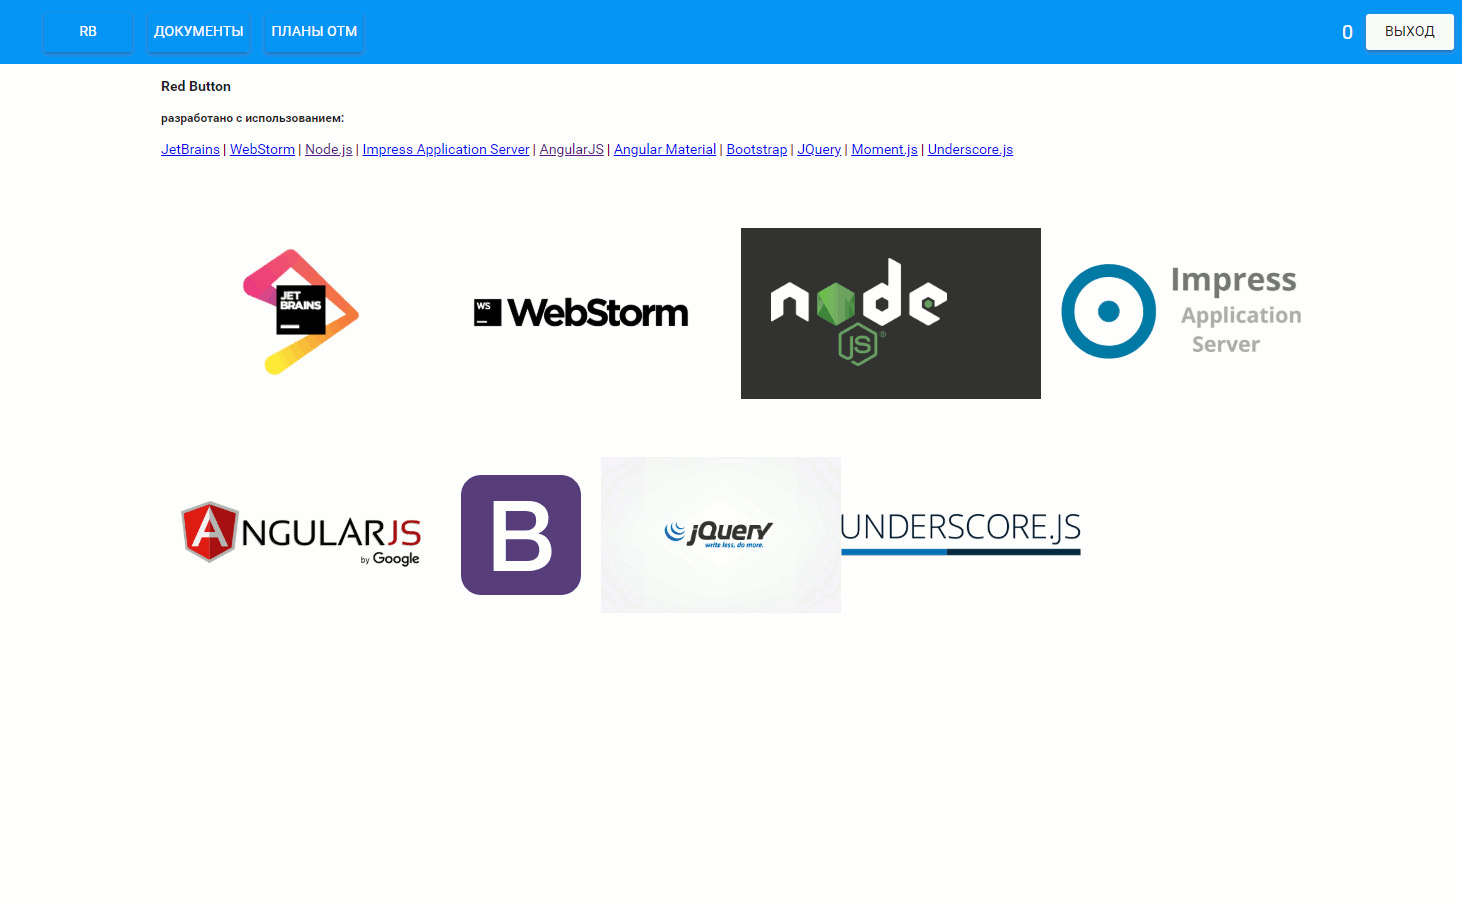 RB ДОКУМЕНТЫ ПЛАНЫ ОТМ 0 ВЫХОД
Red Button
разработано с использованием:
JetBrains | WebStorm | Node.js | Impress Application Server | AngularJS | Angular Material | Bootstrap | JQuery | Moment.js | Underscore.js
JET
BRAINS
WS WebStorm
node
JS ®
Impress
Application
Server
ANGULARJS
by Google
B
jQuery
write less, do more.
UNDERSCORE.JS